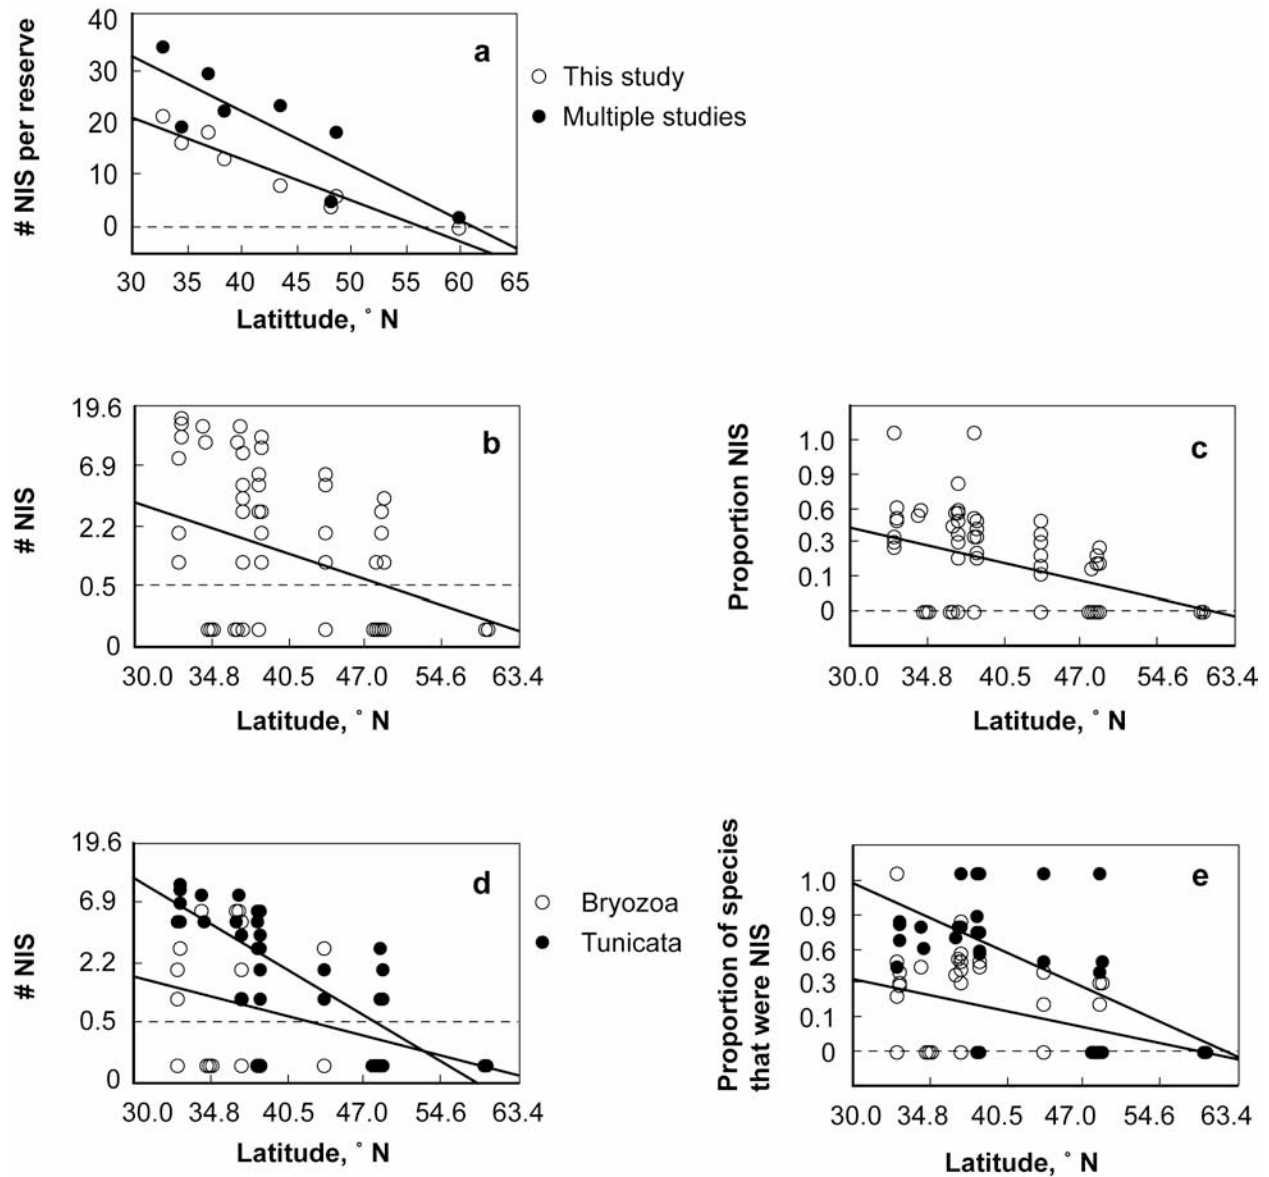 a
# NIS per reserve
40
30
20
10
0
30 35 40 45 50 55 60 65
Latittude, ° N
This study
Multiple studies
b
# NIS
19.6
6.9
2.2
0.5
0
30.0 34.8 40.5 47.0 54.6 63.4
Latitude, ° N
c
Proportion NIS
1.0
0.9
0.6
0.3
0.1
0
30.0 34.8 40.5 47.0 54.6 63.4
Latitude, ° N
d
# NIS
19.6
6.9
2.2
0.5
0
30.0 34.8 40.5 47.0 54.6 63.4
Latitude, ° N
Bryozoa
Tunicata
e
Proportion of species
that were NIS
1.0
0.9
0.6
0.3
0.1
0
30.0 34.8 40.5 47.0 54.6 63.4
Latitude, ° N